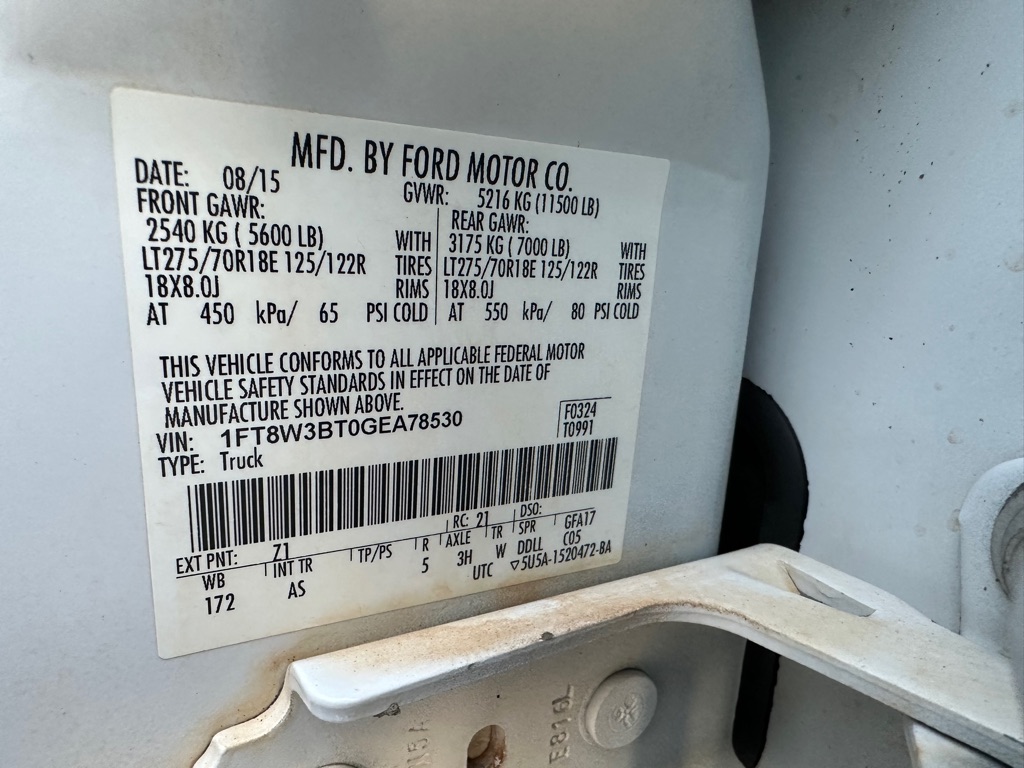 MFD. BY FORD MOTOR CO.
DATE: 08/15 GVWR: 5216 KG (11500 LB)
FRONT GAWR: REAR GAWR:
2540 KG ( 5600 LB) WITH 3175 KG ( 7000 LB) WITH
LT275/70R18E 125/122R TIRES LT275/70R18E 125/122R TIRES
18X8.0J RIMS 18X8.0J RIMS
AT 450 kPa/ 65 PSI COLD AT 550 kPa/ 80 PSI COLD
THIS VEHICLE CONFORMS TO ALL APPLICABLE FEDERAL MOTOR
VEHICLE SAFETY STANDARDS IN EFFECT ON THE DATE OF
MANUFACTURE SHOWN ABOVE.
VIN: 1FT8W3BT0GEA78530 F0324
TYPE: Truck T0991
EXT PNT: Z1 RC: 21 DSO:
WB INT TR TP/PS R AXLE TR SPR GFA17
172 AS 5 3H W DDLL C05
UTC ▽5U5A-1520472-BA